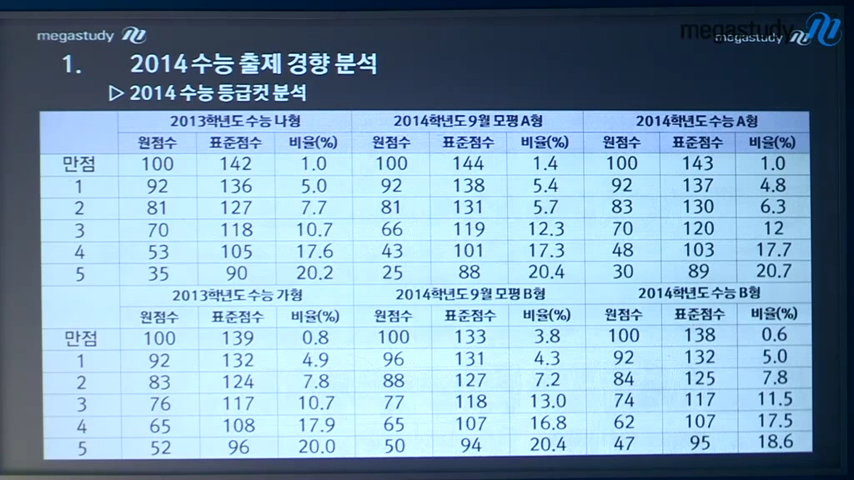 megastudy
megastudy
megastudy
1. 2014 수능 출제 경향 분석
▷ 2014 수능 등급컷 분석
2013학년도 수능 나형 2014학년도 9월 모평 A형 2014학년도 수능 A형
원점수 표준점수 비율(%) 원점수 표준점수 비율(%) 원점수 표준점수 비율(%)
만점 100 142 1.0 100 144 1.4 100 143 1.0
1 92 136 5.0 92 138 5.4 92 137 4.8
2 81 127 7.7 81 131 5.7 83 130 6.3
3 70 118 10.7 66 119 12.3 70 120 12
4 53 105 17.6 43 101 17.3 48 103 17.7
5 35 90 20.2 25 88 20.4 30 89 20.7
2013학년도 수능 가형 2014학년도 9월 모평 B형 2014학년도 수능 B형
원점수 표준점수 비율(%) 원점수 표준점수 비율(%) 원점수 표준점수 비율(%)
만점 100 139 0.8 100 133 3.8 100 138 0.6
1 92 132 4.9 96 131 4.3 92 132 5.0
2 83 124 7.8 88 127 7.2 84 125 7.8
3 76 117 10.7 77 118 13.0 74 117 11.5
4 65 108 17.9 65 107 16.8 62 107 17.5
5 52 96 20.0 50 94 20.4 47 95 18.6